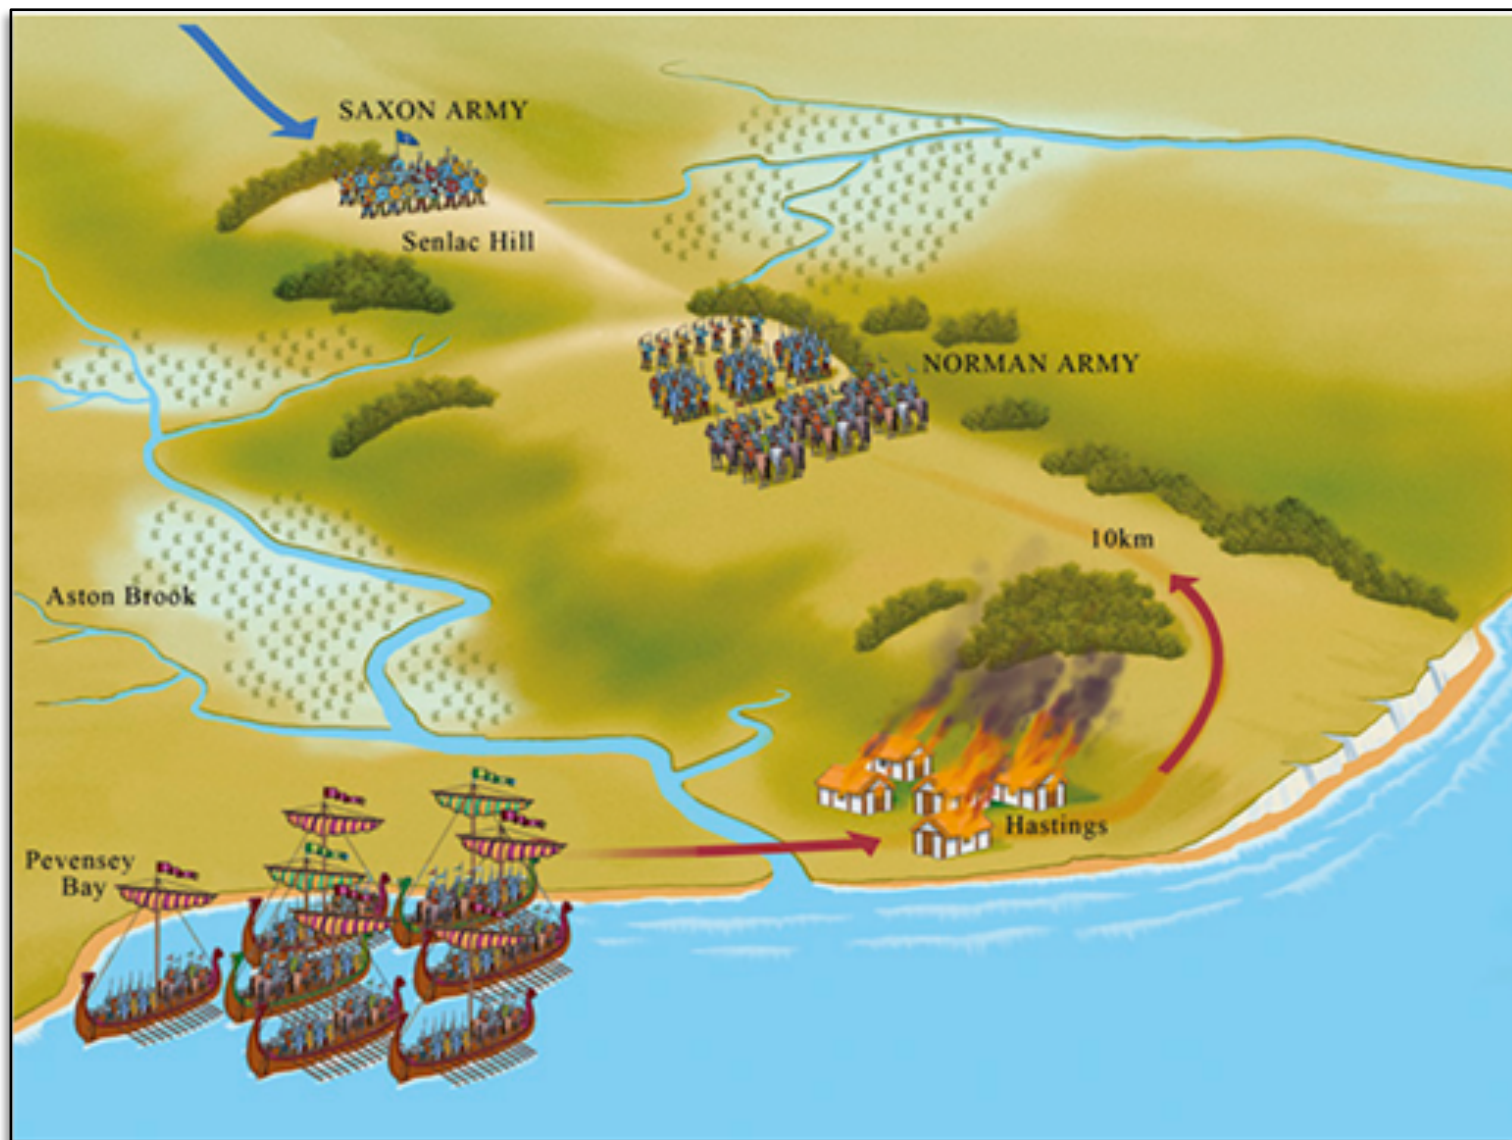 SAXON ARMY
Senlac Hill
NORMAN ARMY
10km
Aston Brook
Hastings
Pevensey
Bay